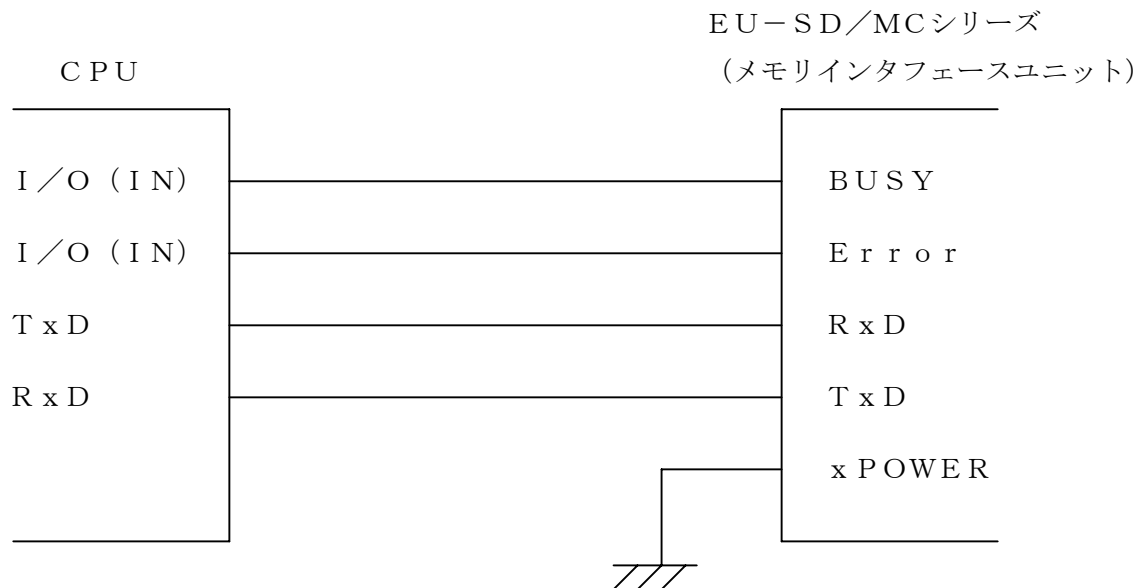 EU−SD／MCシリーズ
CPU
（メモリインタフェースユニット）
I／O（IN）
BUSY
I／O（IN）
Error
TxD
RxD
RxD
TxD
xPOWER